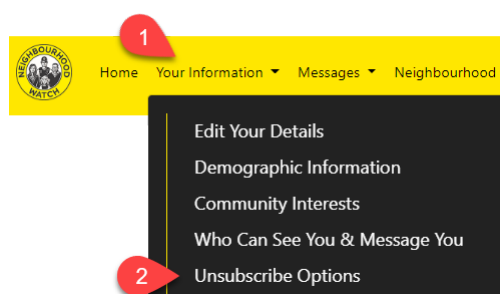 1
NEIGHBOURHOOD
WATCH
Home Your Information Messages Neighbourhood
Edit Your Details
Demographic Information
Community Interests
Who Can See You & Message You
2 Unsubscribe Options